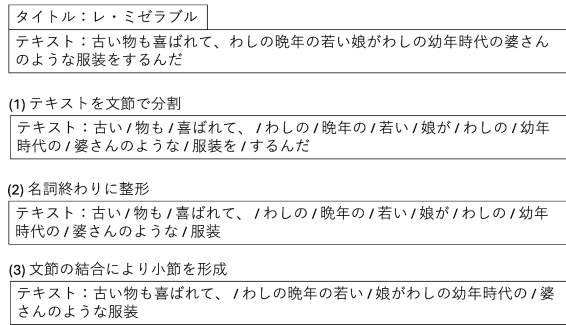 タイトル：レ・ミゼラブル
テキスト：古い物も喜ばれて、わしの晩年の若い娘がわしの幼年時代の婆さん
のような服装をするんだ
(1) テキストを文節で分割
テキスト：古い / 物も / 喜ばれて、 / わしの / 晩年の / 若い / 娘が / わしの / 幼年
時代の / 婆さんのような / 服装を / するんだ
(2) 名詞終わりに整形
テキスト：古い / 物も / 喜ばれて、 / わしの / 晩年の / 若い / 娘が / わしの / 幼年
時代の / 婆さんのような / 服装
(3) 文節の結合により小節を形成
テキスト：古い物も喜ばれて、 / わしの晩年の若い / 娘がわしの幼年時代の / 婆
さんのような服装